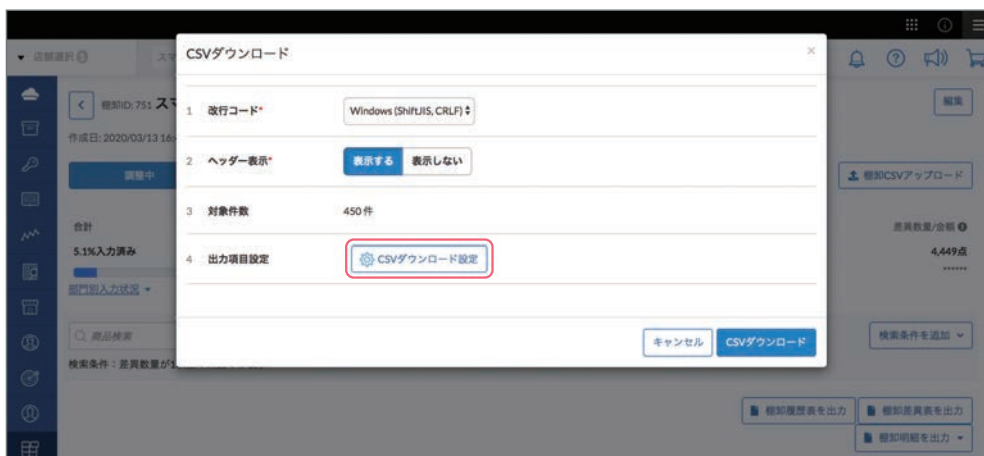 店舗選択
CSVダウンロード
×
棚卸ID: 751 スマ
編集
作成日: 2020/03/13 16:
1 改行コード*
Windows (ShiftJIS, CRLF)
調整中
2 ヘッダー表示*
表示する 表示しない
棚卸CSVアップロード
3 対象件数
450 件
合計
差異数量/金額
5.1%入力済み
4,449点
******
4 出力項目設定
CSVダウンロード設定
部門別入力状況
商品検索
キャンセル
CSVダウンロード
検索条件を追加
検索条件:差異数量が
棚卸履歴表を出力
棚卸差異表を出力
棚卸明細を出力